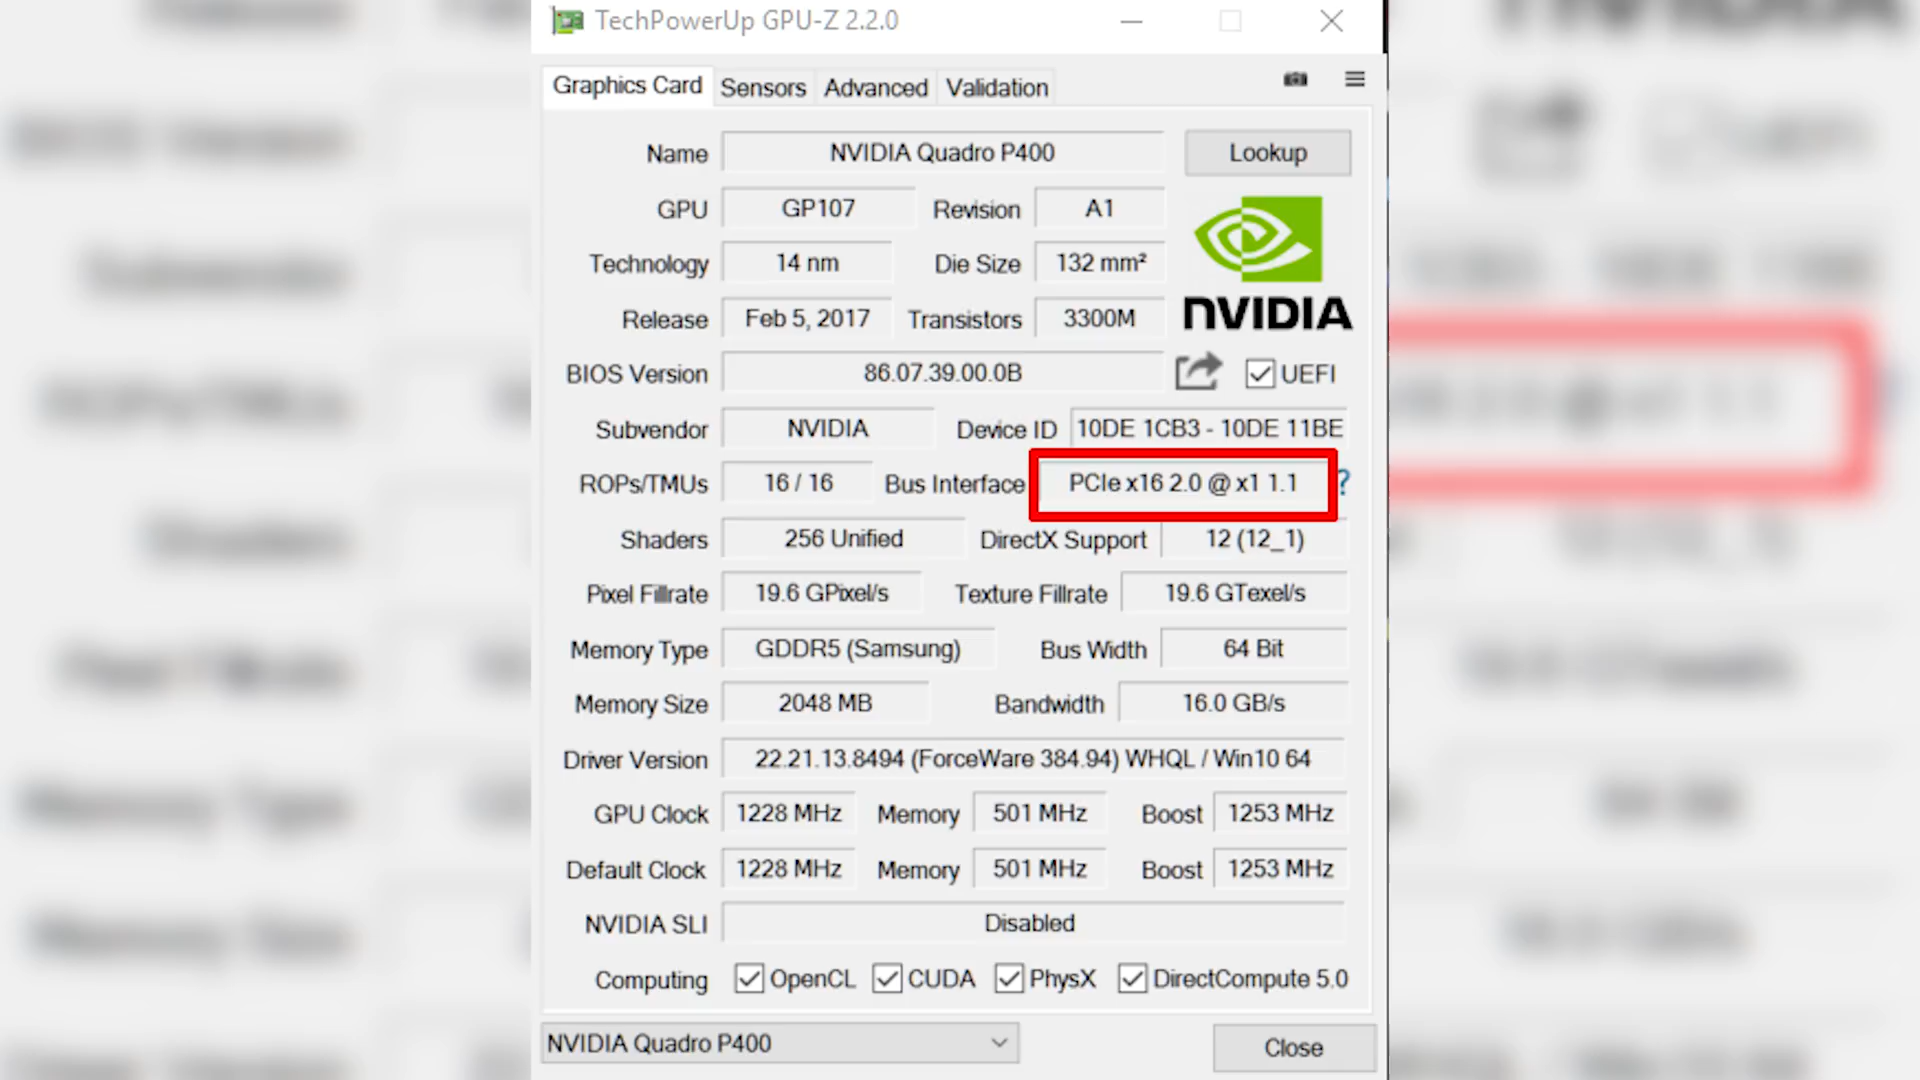 TechPowerUp GPU-Z 2.2.0
Graphics Card Sensors Advanced Validation
Name NVIDIA Quadro P400 Lookup
GPU GP107 Revision A1
Technology 14 nm Die Size 132 mm²
NVIDIA
Release Feb 5, 2017 Transistors 3300M
BIOS Version 86.07.39.00.0B UEFI
Subvendor NVIDIA Device ID 10DE 1CB3 - 10DE 11BE
ROPs/TMUs 16 / 16 Bus Interface PCIe x16 2.0 @ x1 1.1 ?
Shaders 256 Unified DirectX Support 12 (12_1)
Pixel Fillrate 19.6 GPixel/s Texture Fillrate 19.6 GTexel/s
Memory Type GDDR5 (Samsung) Bus Width 64 Bit
Memory Size 2048 MB Bandwidth 16.0 GB/s
Driver Version 22.21.13.8494 (ForceWare 384.94) WHQL / Win10 64
GPU Clock 1228 MHz Memory 501 MHz Boost 1253 MHz
Default Clock 1228 MHz Memory 501 MHz Boost 1253 MHz
NVIDIA SLI Disabled
Computing OpenCL CUDA PhysX DirectCompute 5.0
NVIDIA Quadro P400 Close